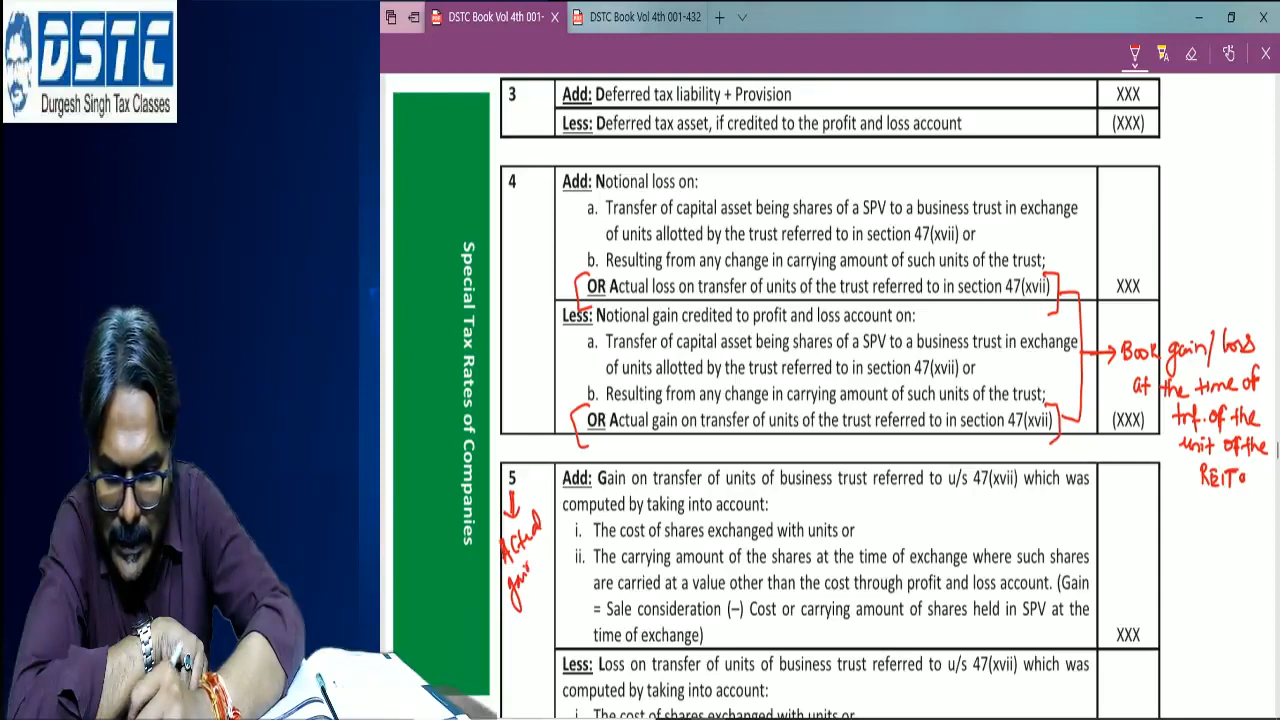 DSTC
Durgesh Singh Tax Classes
DSTC Book Vol 4th 001-
DSTC Book Vol 4th 001-432
Special Tax Rates of Companies
3
Add: Deferred tax liability + Provision
XXX
Less: Deferred tax asset, if credited to the profit and loss account
(XXX)
4
Add: Notional loss on:
a. Transfer of capital asset being shares of a SPV to a business trust in exchange
of units allotted by the trust referred to in section 47(xvii) or
b. Resulting from any change in carrying amount of such units of the trust;
OR Actual loss on transfer of units of the trust referred to in section 47(xvii)
XXX
Less: Notional gain credited to profit and loss account on:
a. Transfer of capital asset being shares of a SPV to a business trust in exchange
of units allotted by the trust referred to in section 47(xvii) or
b. Resulting from any change in carrying amount of such units of the trust;
OR Actual gain on transfer of units of the trust referred to in section 47(xvii)
(XXX)
Book gain/loss
at the time of
trf. of the
unit of the
REIT.
5
Actual
gain
Add: Gain on transfer of units of business trust referred to u/s 47(xvii) which was
computed by taking into account:
i. The cost of shares exchanged with units or
ii. The carrying amount of the shares at the time of exchange where such shares
are carried at a value other than the cost through profit and loss account. (Gain
= Sale consideration (–) Cost or carrying amount of shares held in SPV at the
time of exchange)
XXX
Less: Loss on transfer of units of business trust referred to u/s 47(xvii) which was
computed by taking into account:
i. The cost of shares exchanged with units or